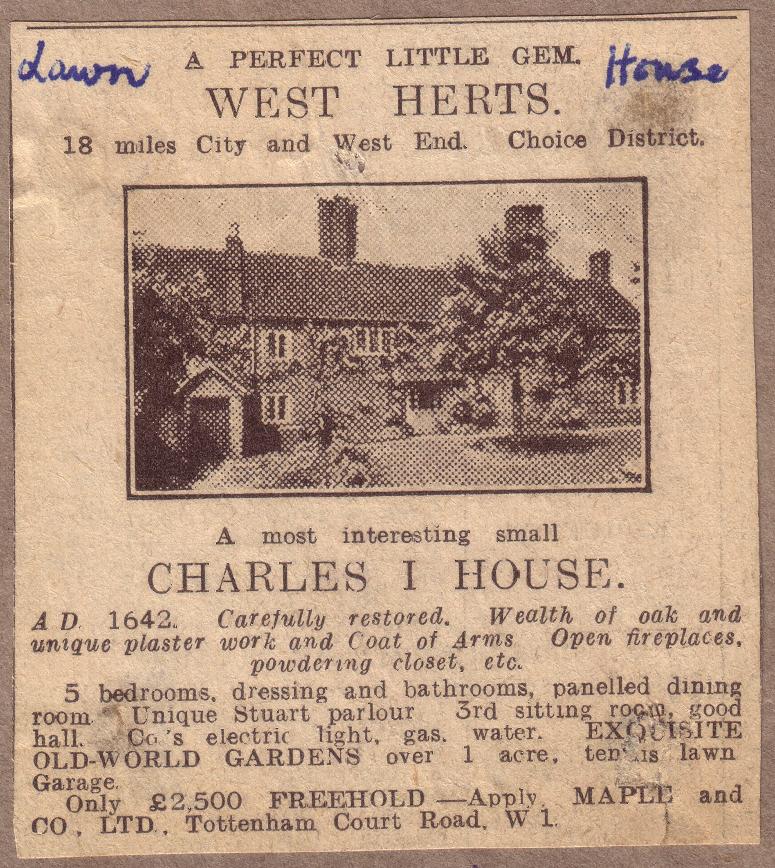 Lawn House
A PERFECT LITTLE GEM.
WEST HERTS.
18 miles City and West End. Choice District.
A most interesting small
CHARLES I HOUSE.
A D. 1642. Carefully restored. Wealth of oak and
unique plaster work and Coat of Arms Open fireplaces,
powdering closet, etc.
5 bedrooms, dressing and bathrooms, panelled dining
room. Unique Stuart parlour 3rd sitting room, good
hall. Co.'s electric light, gas. water. EXQUISITE
OLD-WORLD GARDENS over 1 acre, tennis lawn
Garage.
Only £2,500 FREEHOLD —Apply, MAPLE and
CO., LTD., Tottenham Court Road, W 1.